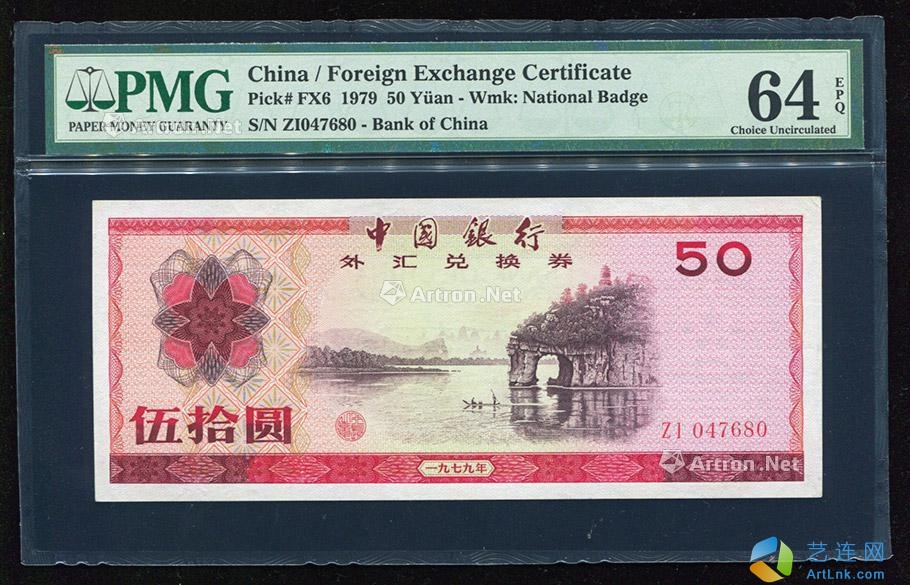 PMG
PAPER MONEY GUARANTY
China / Foreign Exchange Certificate
Pick# FX6 1979 50 Yüan - Wmk: National Badge
S/N ZI047680 - Bank of China
64
EPQ
Choice Uncirculated
中國銀行
外汇兑换券
50
Artron.Net
伍拾圆
ZI 047680
一九七九年
Artron.Net
艺连网
ArtLnk.com